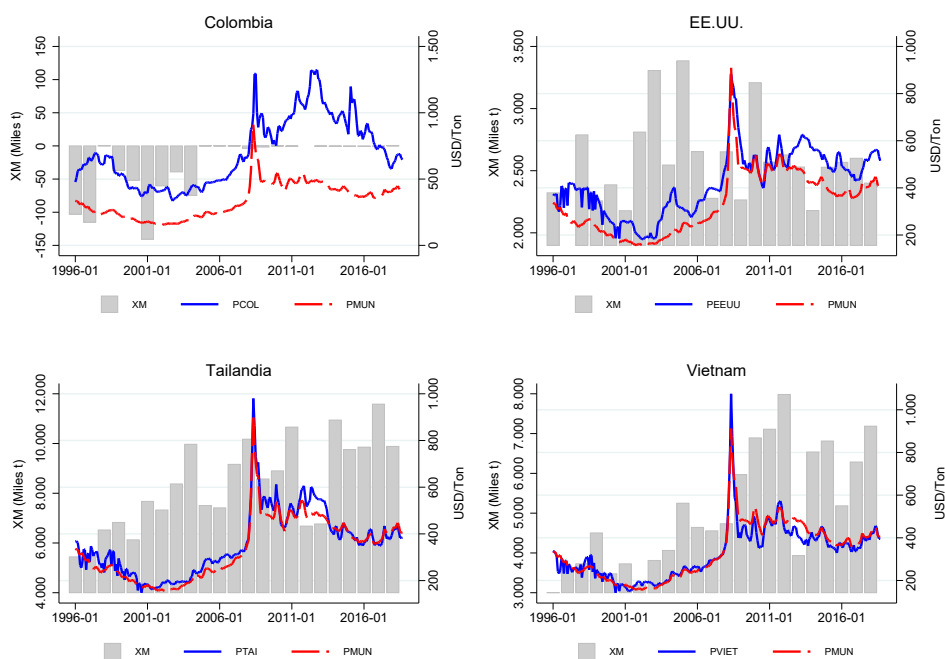 Colombia
XM (Miles t)
150
100
50
0
-50
-100
-150
1.500
1.000
500
0
USD/Ton
1996-01 2001-01 2006-01 2011-01 2016-01
XM PCOL PMUN
EE.UU.
XM (Miles t)
3.500
3.000
2.500
2.000
1.000
800
600
400
200
USD/Ton
1996-01 2001-01 2006-01 2011-01 2016-01
XM PEEUU PMUN
Tailandia
XM (Miles t)
12.000
10.000
8.000
6.000
4.000
1.000
800
600
400
200
USD/Ton
1996-01 2001-01 2006-01 2011-01 2016-01
XM PTAI PMUN
Vietnam
XM (Miles t)
8.000
7.000
6.000
5.000
4.000
3.000
1.000
800
600
400
200
USD/Ton
1996-01 2001-01 2006-01 2011-01 2016-01
XM PVIET PMUN